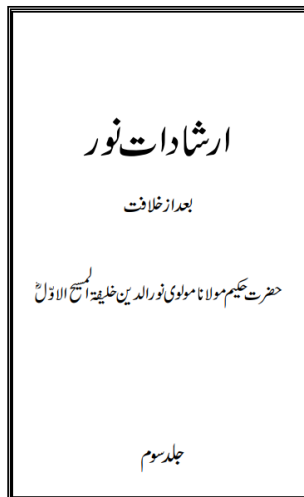 ارشادات نور
بعد از خلافت
حضرت حکیم مولانا مولوی نورالدین خلیفۃ المسیح الاوّلؓ
جلد سوم